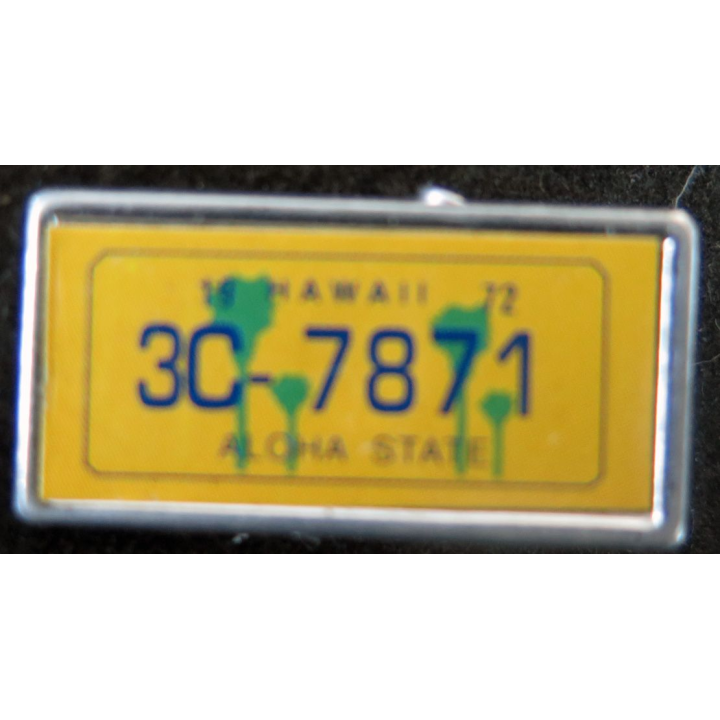 19 HAWAII 72
3C-7871
ALOHA STATE